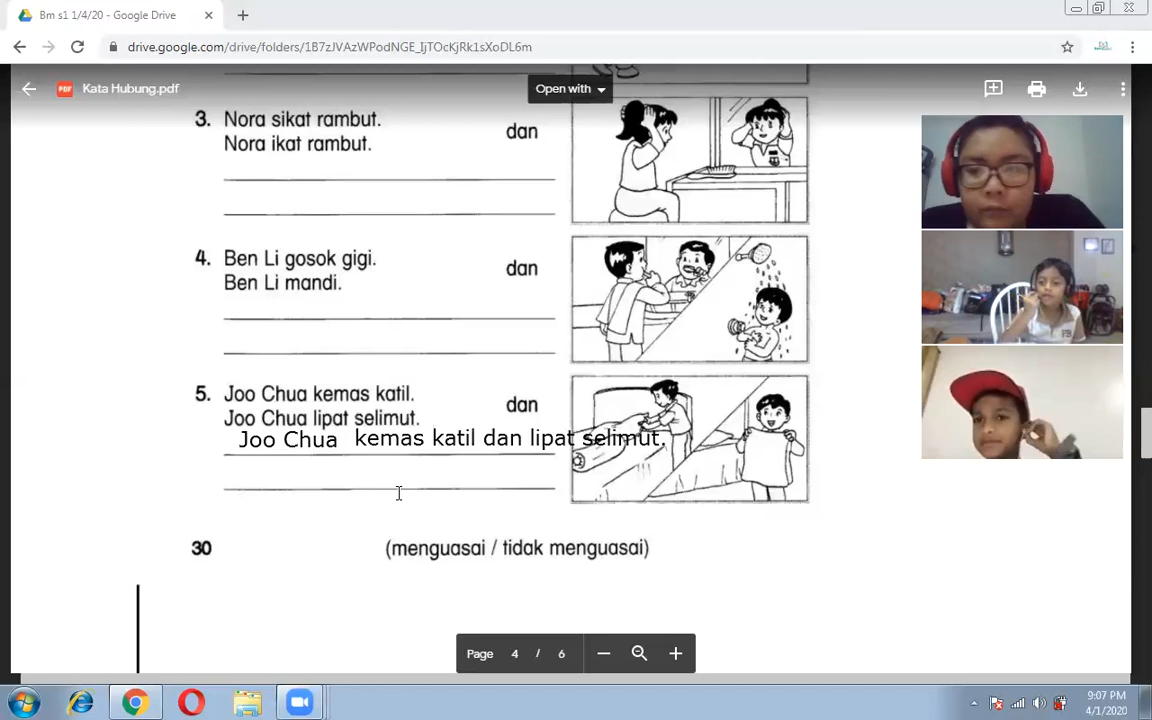 Bm s1 1/4/20 - Google Drive
drive.google.com/drive/folders/1B7zJVAzWPodNGE_IjTOcKjRk1sXoDL6m
Kata Hubung.pdf
Open with
3. Nora sikat rambut.
Nora ikat rambut.
dan
4. Ben Li gosok gigi.
Ben Li mandi.
dan
5. Joo Chua kemas katil.
Joo Chua lipat selimut.
dan
Joo Chua kemas katil dan lipat selimut.
30
(menguasai / tidak menguasai)
Page 4 / 6
9:07 PM
4/1/2020